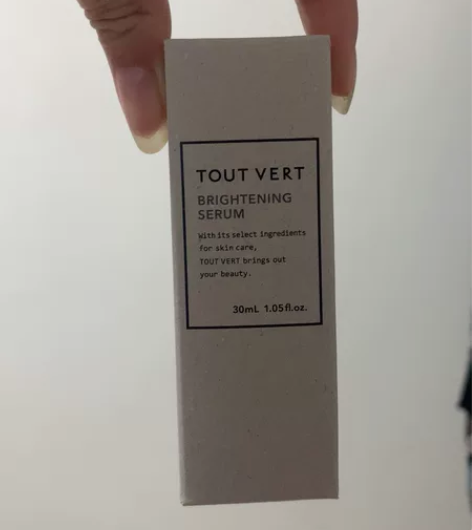 TOUT VERT
BRIGHTENING
SERUM
With its select ingredients
for skin care,
TOUT VERT brings out
your beauty.
30mL 1.05fl.oz.